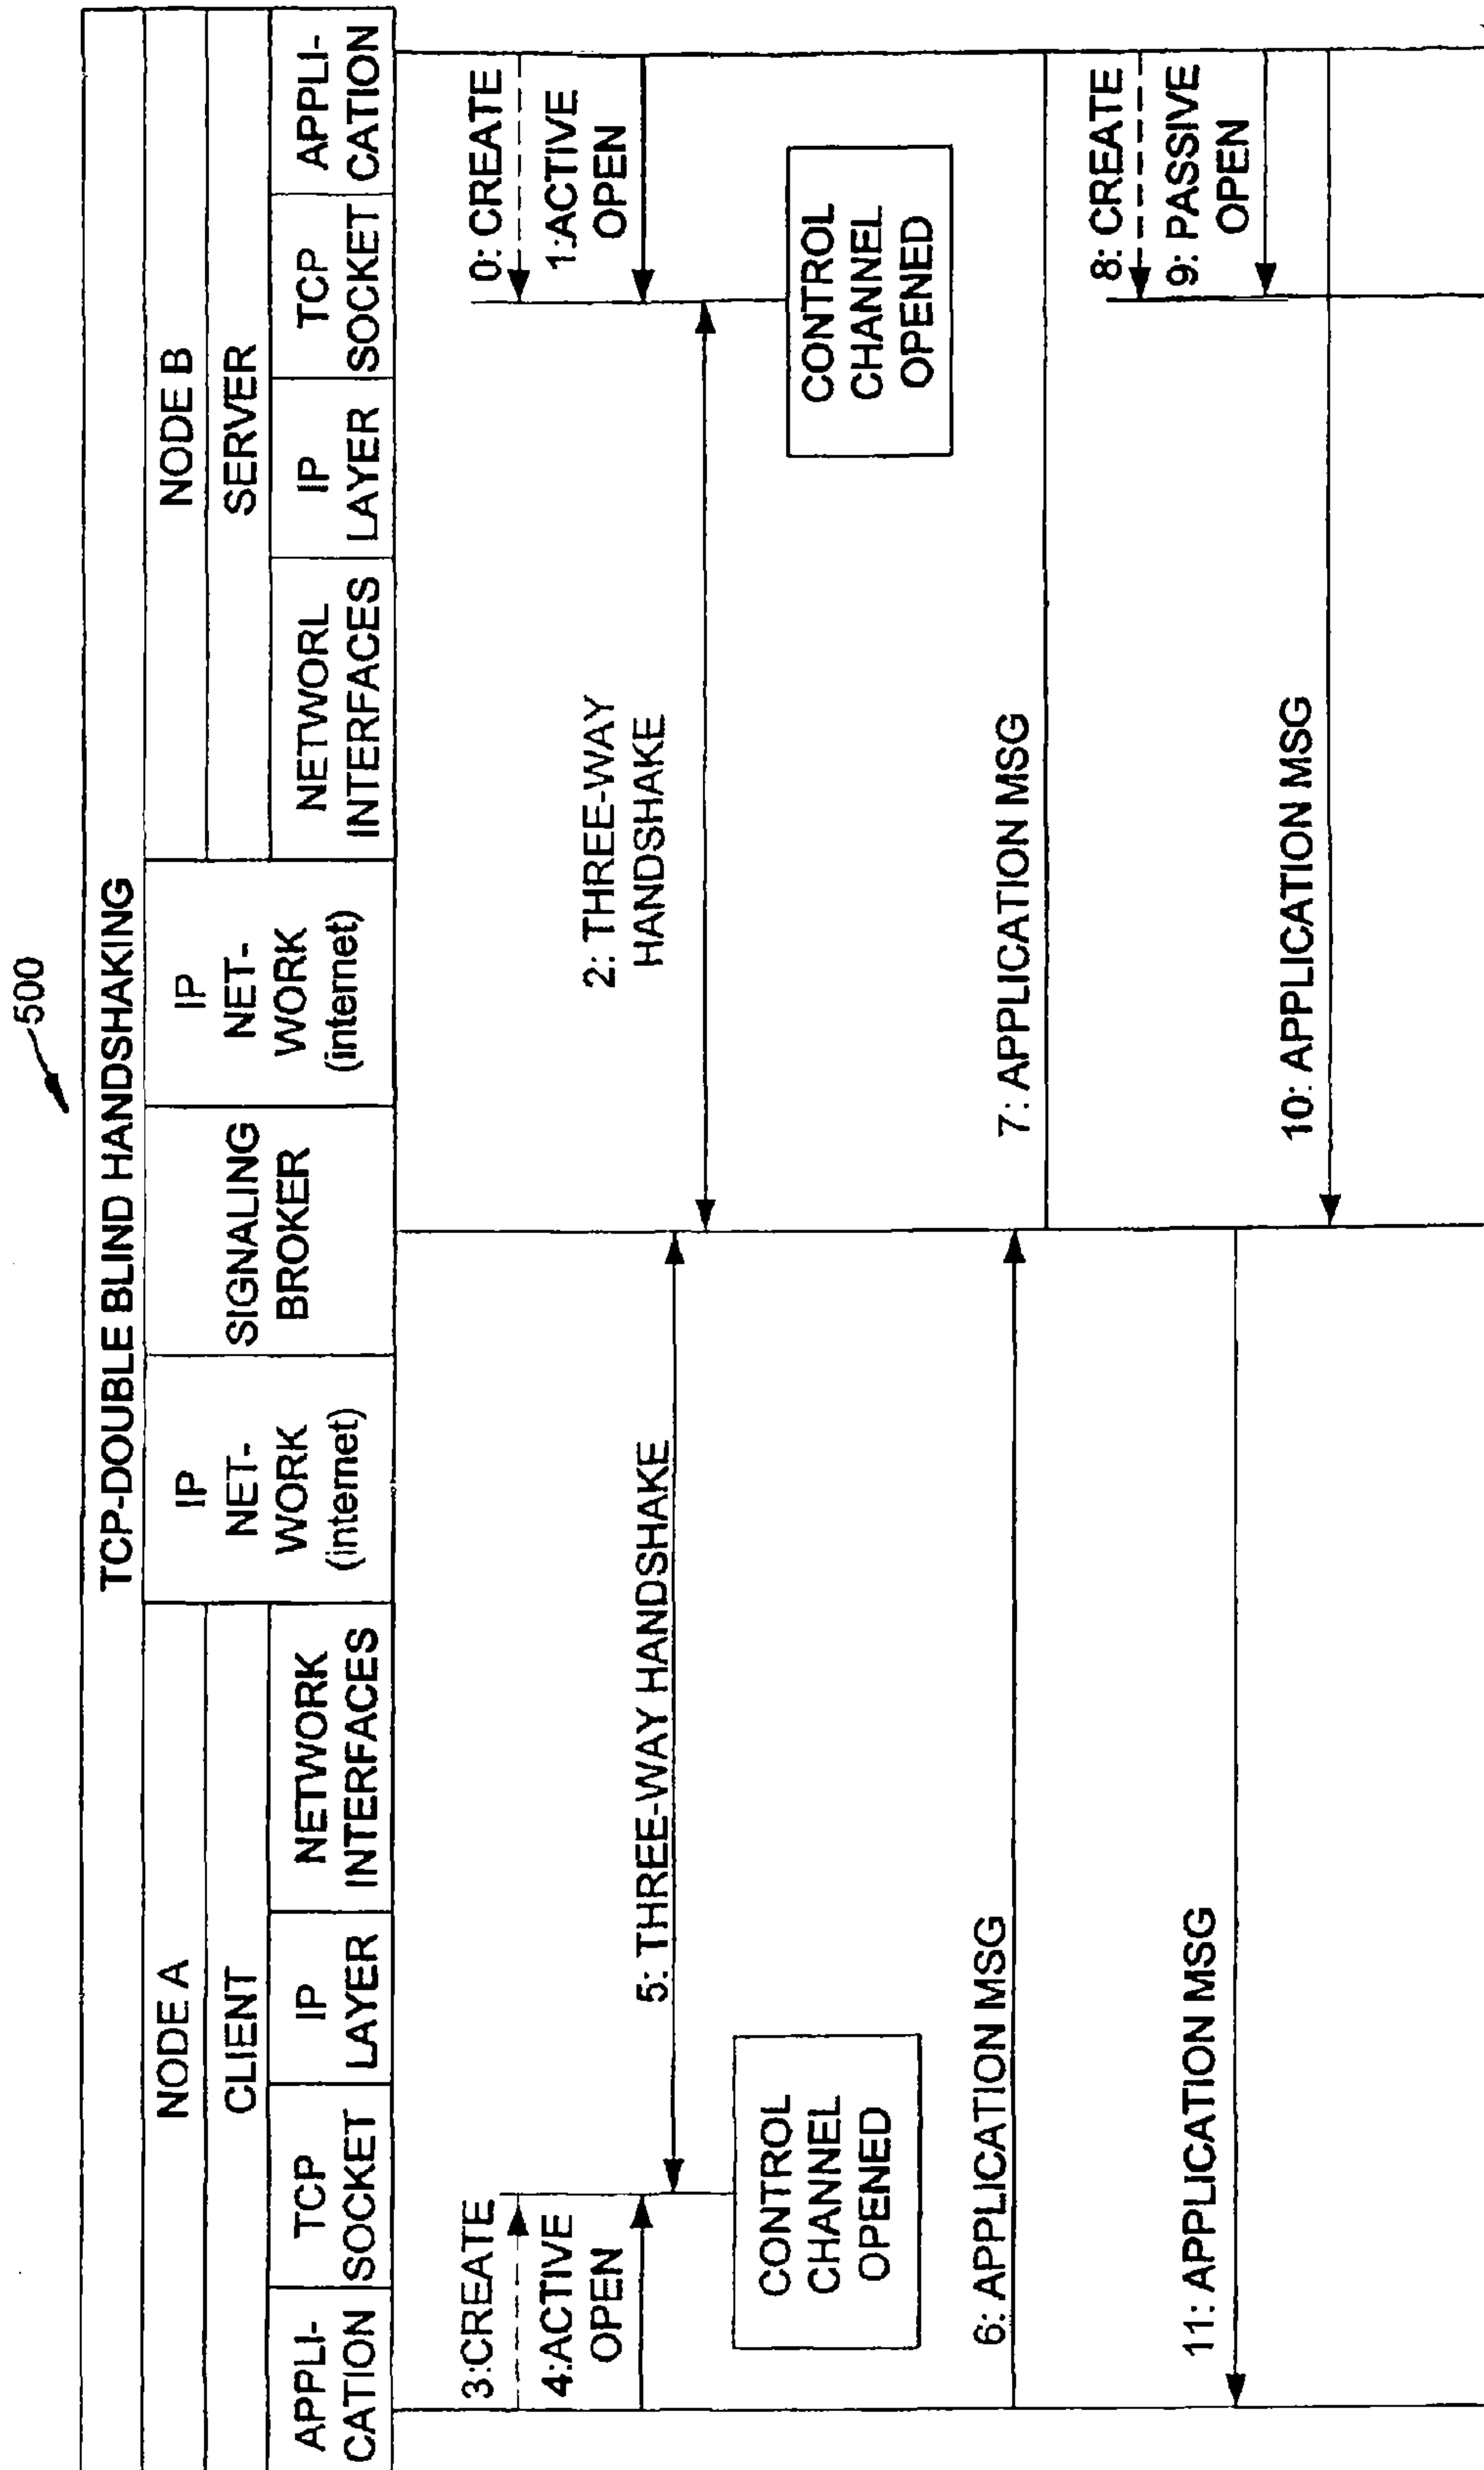 500
TCP-DOUBLE BLIND HANDSHAKING
NODE A
CLIENT
APPLI-
CATION
TCP
SOCKET
IP
LAYER
NETWORK
INTERFACES
IP
NET-
WORK
(internet)
SIGNALING
BROKER
IP
NET-
WORK
(internet)
NODE B
SERVER
NETWORL
INTERFACES
IP
LAYER
TCP
SOCKET
APPLI-
CATION
0: CREATE
1:ACTIVE
OPEN
2: THREE-WAY
HANDSHAKE
CONTROL
CHANNEL
OPENED
3:CREATE
4:ACTIVE
OPEN
5: THREE-WAY HANDSHAKE
CONTROL
CHANNEL
OPENED
6: APPLICATION MSG
7: APPLICATION MSG
8: CREATE
9: PASSIVE
OPEN
10: APPLICATION MSG
11: APPLICATION MSG